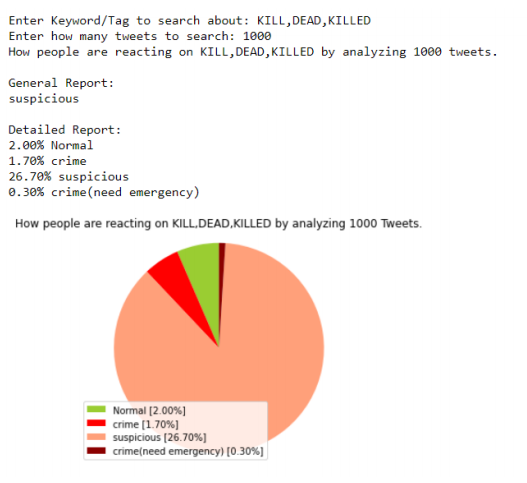 Enter Keyword/Tag to search about: KILL,DEAD,KILLED
Enter how many tweets to search: 1000
How people are reacting on KILL,DEAD,KILLED by analyzing 1000 tweets.
General Report:
suspicious
Detailed Report:
2.00% Normal
1.70% crime
26.70% suspicious
0.30% crime(need emergency)
How people are reacting on KILL,DEAD,KILLED by analyzing 1000 Tweets.
Normal [2.00%]
crime [1.70%]
suspicious [26.70%]
crime(need emergency) [0.30%]